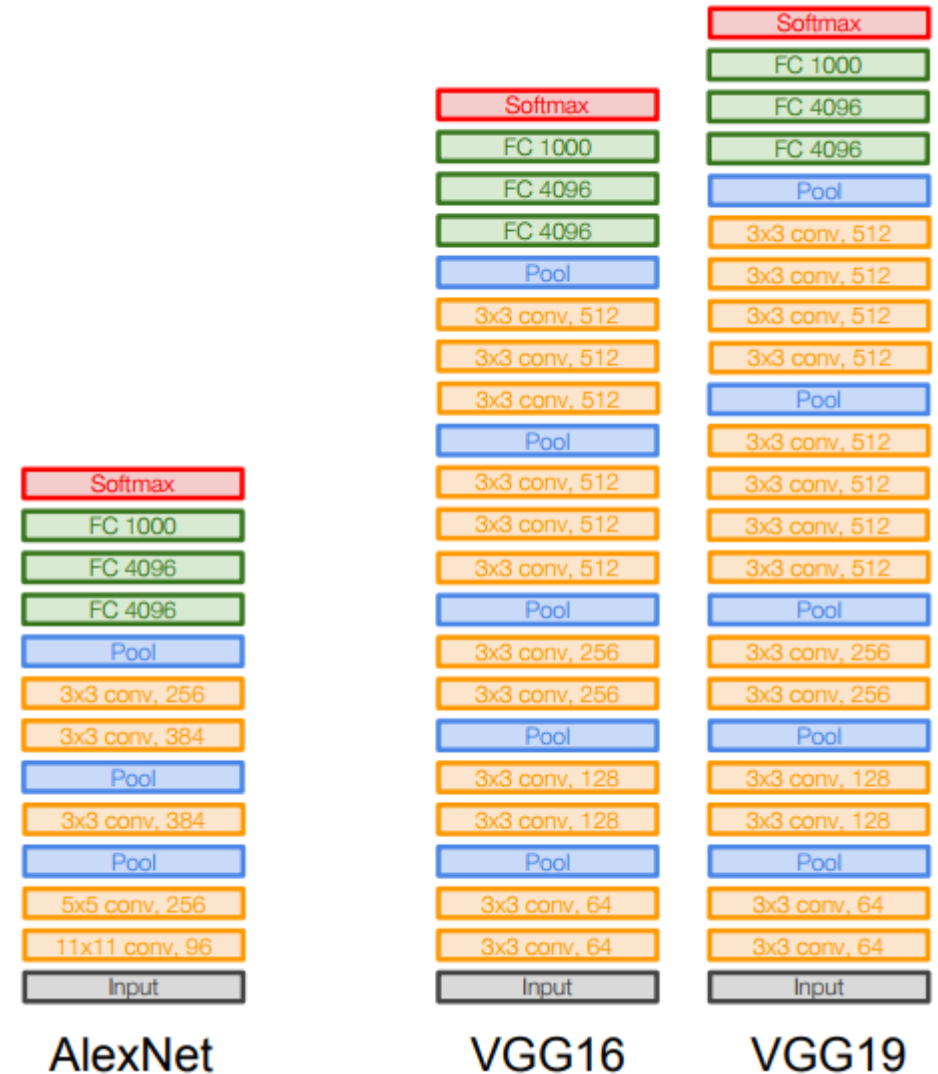 Softmax
FC 1000
FC 4096
FC 4096
Pool
3x3 conv, 256
3x3 conv, 384
Pool
3x3 conv, 384
Pool
5x5 conv, 256
11x11 conv, 96
Input
AlexNet
Softmax
FC 1000
FC 4096
FC 4096
Pool
3x3 conv, 512
3x3 conv, 512
3x3 conv, 512
Pool
3x3 conv, 512
3x3 conv, 512
3x3 conv, 512
Pool
3x3 conv, 256
3x3 conv, 256
Pool
3x3 conv, 128
3x3 conv, 128
Pool
3x3 conv, 64
3x3 conv, 64
Input
VGG16
Softmax
FC 1000
FC 4096
FC 4096
Pool
3x3 conv, 512
3x3 conv, 512
3x3 conv, 512
3x3 conv, 512
Pool
3x3 conv, 512
3x3 conv, 512
3x3 conv, 512
3x3 conv, 512
Pool
3x3 conv, 256
3x3 conv, 256
Pool
3x3 conv, 128
3x3 conv, 128
Pool
3x3 conv, 64
3x3 conv, 64
Input
VGG19